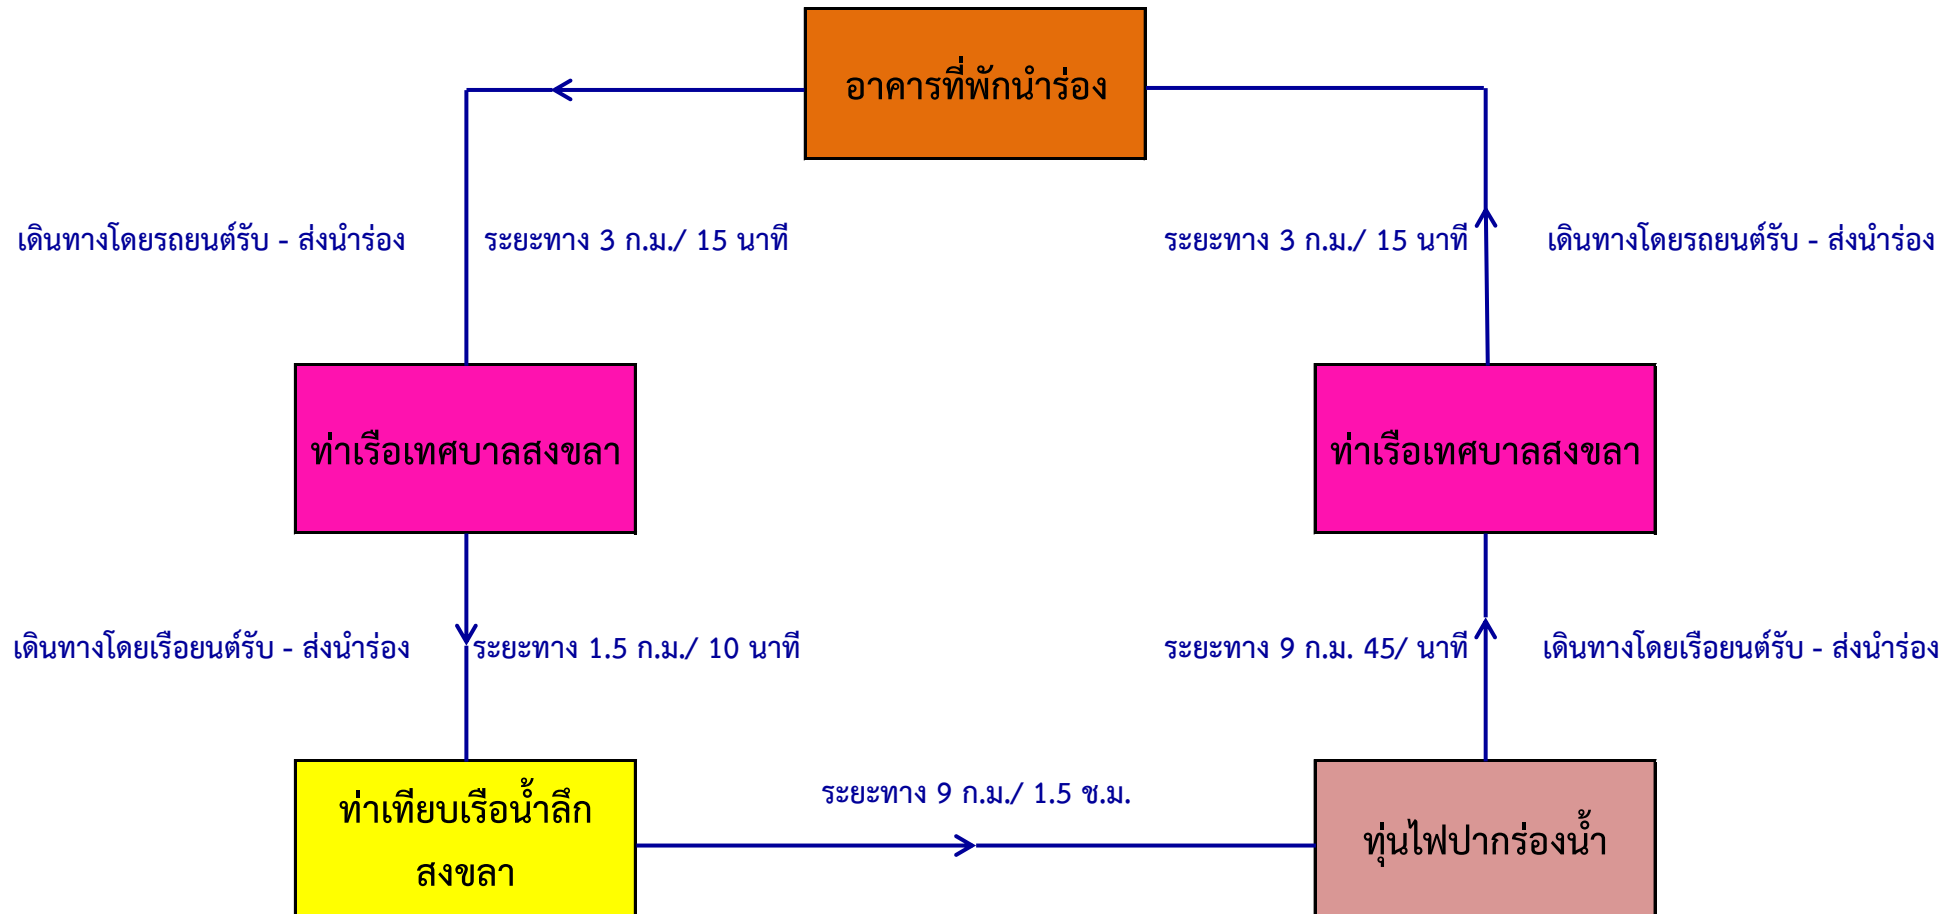 อาคารที่พักนำร่อง
เดินทางโดยรถยนต์รับ - ส่งนำร่อง
ระยะทาง 3 ก.ม./ 15 นาที
ระยะทาง 3 ก.ม./ 15 นาที
เดินทางโดยรถยนต์รับ - ส่งนำร่อง
ท่าเรือเทศบาลสงขลา
ท่าเรือเทศบาลสงขลา
เดินทางโดยเรือยนต์รับ - ส่งนำร่อง
ระยะทาง 1.5 ก.ม./ 10 นาที
ระยะทาง 9 ก.ม. 45/ นาที
เดินทางโดยเรือยนต์รับ - ส่งนำร่อง
ท่าเทียบเรือน้ำลึก
สงขลา
ระยะทาง 9 ก.ม./ 1.5 ช.ม.
ทุ่นไฟปากร่องน้ำ